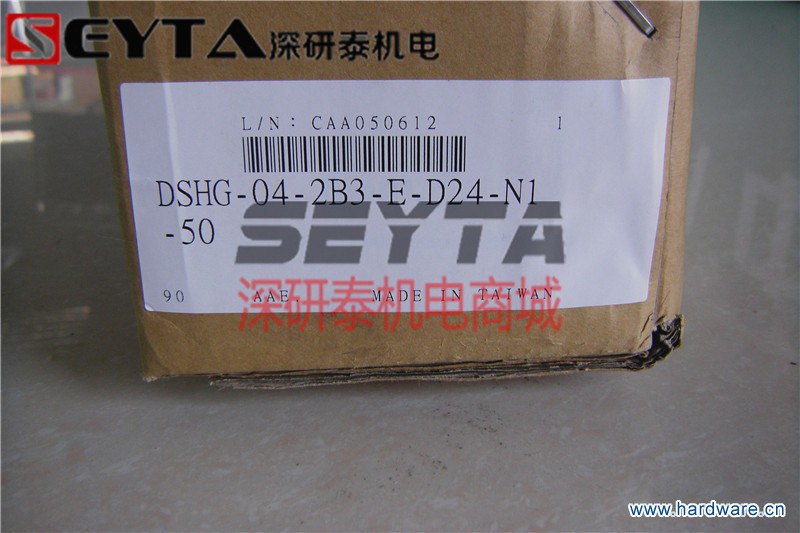 SEYTA深研泰机电
L/N: CAA050612 1
DSHG-04-2B3-E-D24-N1
-50
SEYTA
90 AAE. MADE IN TAIWAN
深研泰机电商城
www.hardware.cn